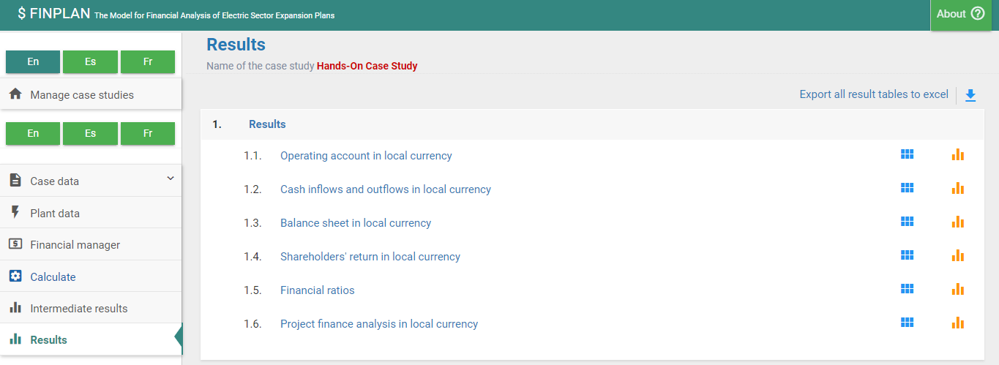 $ FINPLAN The Model for Financial Analysis of Electric Sector Expansion Plans
About ?
En Es Fr
Manage case studies
En Es Fr
Case data
Plant data
Financial manager
Calculate
Intermediate results
Results
Results
Name of the case study Hands-On Case Study
Export all result tables to excel
1. Results
1.1. Operating account in local currency
1.2. Cash inflows and outflows in local currency
1.3. Balance sheet in local currency
1.4. Shareholders' return in local currency
1.5. Financial ratios
1.6. Project finance analysis in local currency